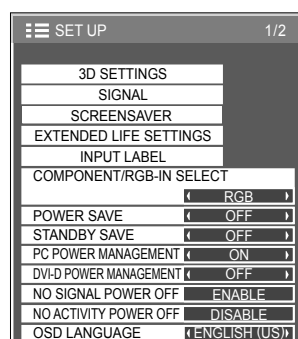 SET UP 1/2
3D SETTINGS
SIGNAL
SCREENSAVER
EXTENDED LIFE SETTINGS
INPUT LABEL
COMPONENT/RGB-IN SELECT
RGB
POWER SAVE OFF
STANDBY SAVE OFF
PC POWER MANAGEMENT ON
DVI-D POWER MANAGEMENT OFF
NO SIGNAL POWER OFF ENABLE
NO ACTIVITY POWER OFF DISABLE
OSD LANGUAGE ENGLISH (US)